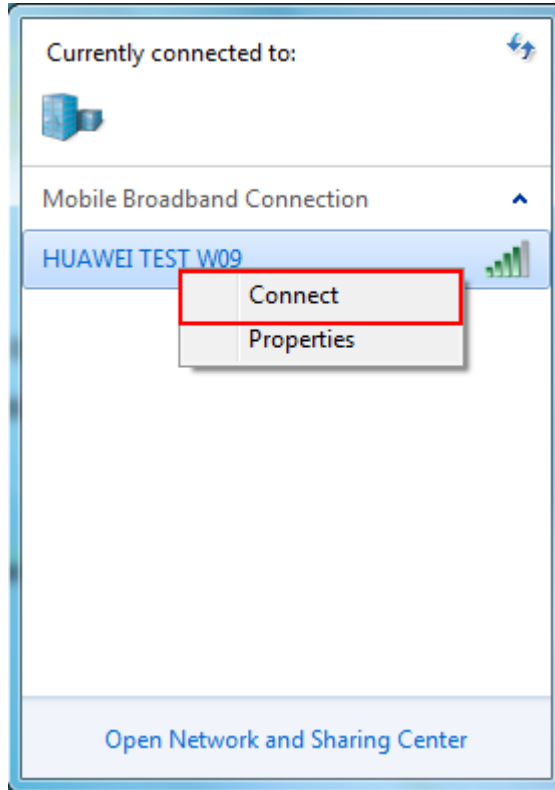 Currently connected to:
Mobile Broadband Connection
HUAWEI TEST W09
Connect
Properties
Open Network and Sharing Center